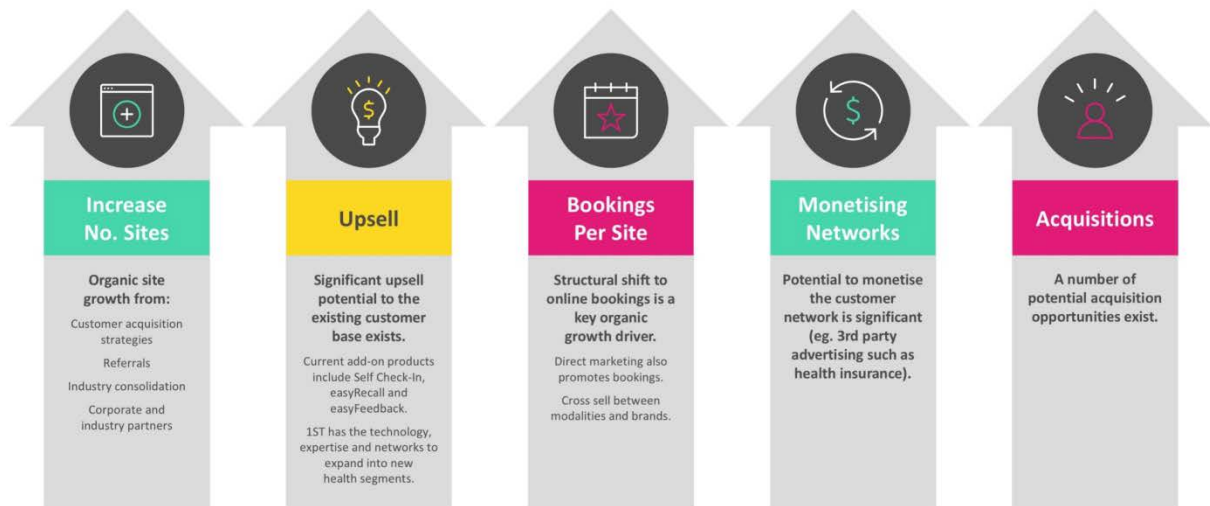 Increase
No. Sites
Organic site
growth from:
Customer acquisition
strategies
Referrals
Industry consolidation
Corporate and
industry partners
$
Upsell
Significant upsell
potential to the
existing customer
base exists.
Current add-on products
include Self Check-In,
easyRecall and
easyFeedback.
1ST has the technology,
expertise and networks to
expand into new
health segments.
Bookings
Per Site
Structural shift to
online bookings is a
key organic
growth driver.
Direct marketing also
promotes bookings.
Cross sell between
modalities and brands.
$
Monetising
Networks
Potential to monetise
the customer
network is significant
(eg. 3rd party
advertising such as
health insurance).
Acquisitions
A number of
potential acquisition
opportunities exist.